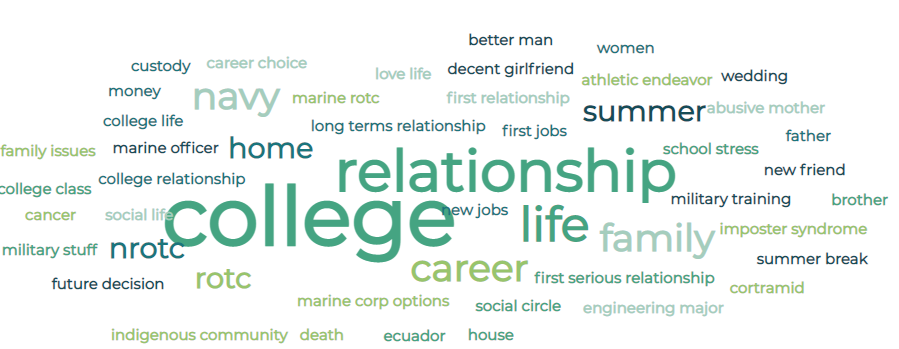 better man
women
custody
career choice
love life
decent girlfriend
athletic endeavor
wedding
money
navy
marine rotc
first relationship
summer
abusive mother
college life
long terms relationship
first jobs
father
family issues
marine officer
home
school stress
relationship
new friend
college class
college relationship
military training
brother
cancer
social life
college
new jobs
life
family
imposter syndrome
military stuff
nrotc
summer break
future decision
rotc
career
first serious relationship
cortramid
marine corp options
social circle
engineering major
indigenous community
death
ecuador
house